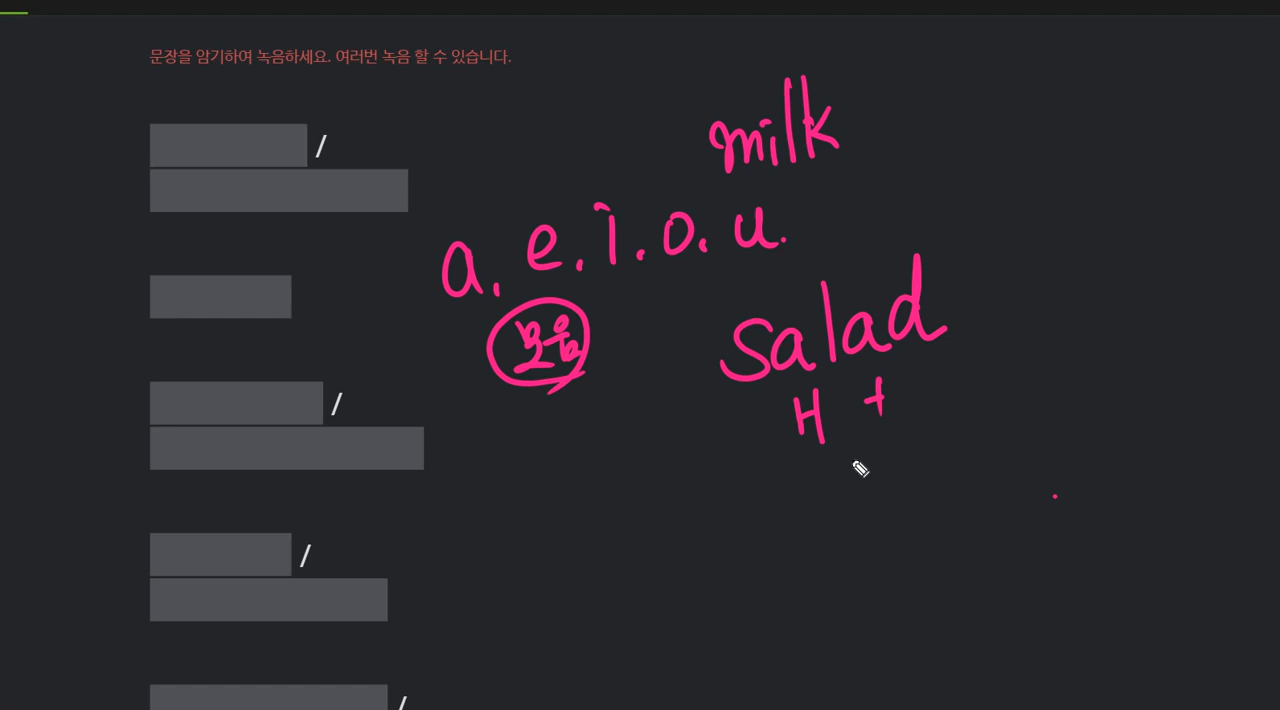 문장을 암기하여 녹음하세요. 여러번 녹음 할 수 있습니다.
/
milk
a. e. i. o. u.
모음
salad
ㅐ ㅓ
/
/
/